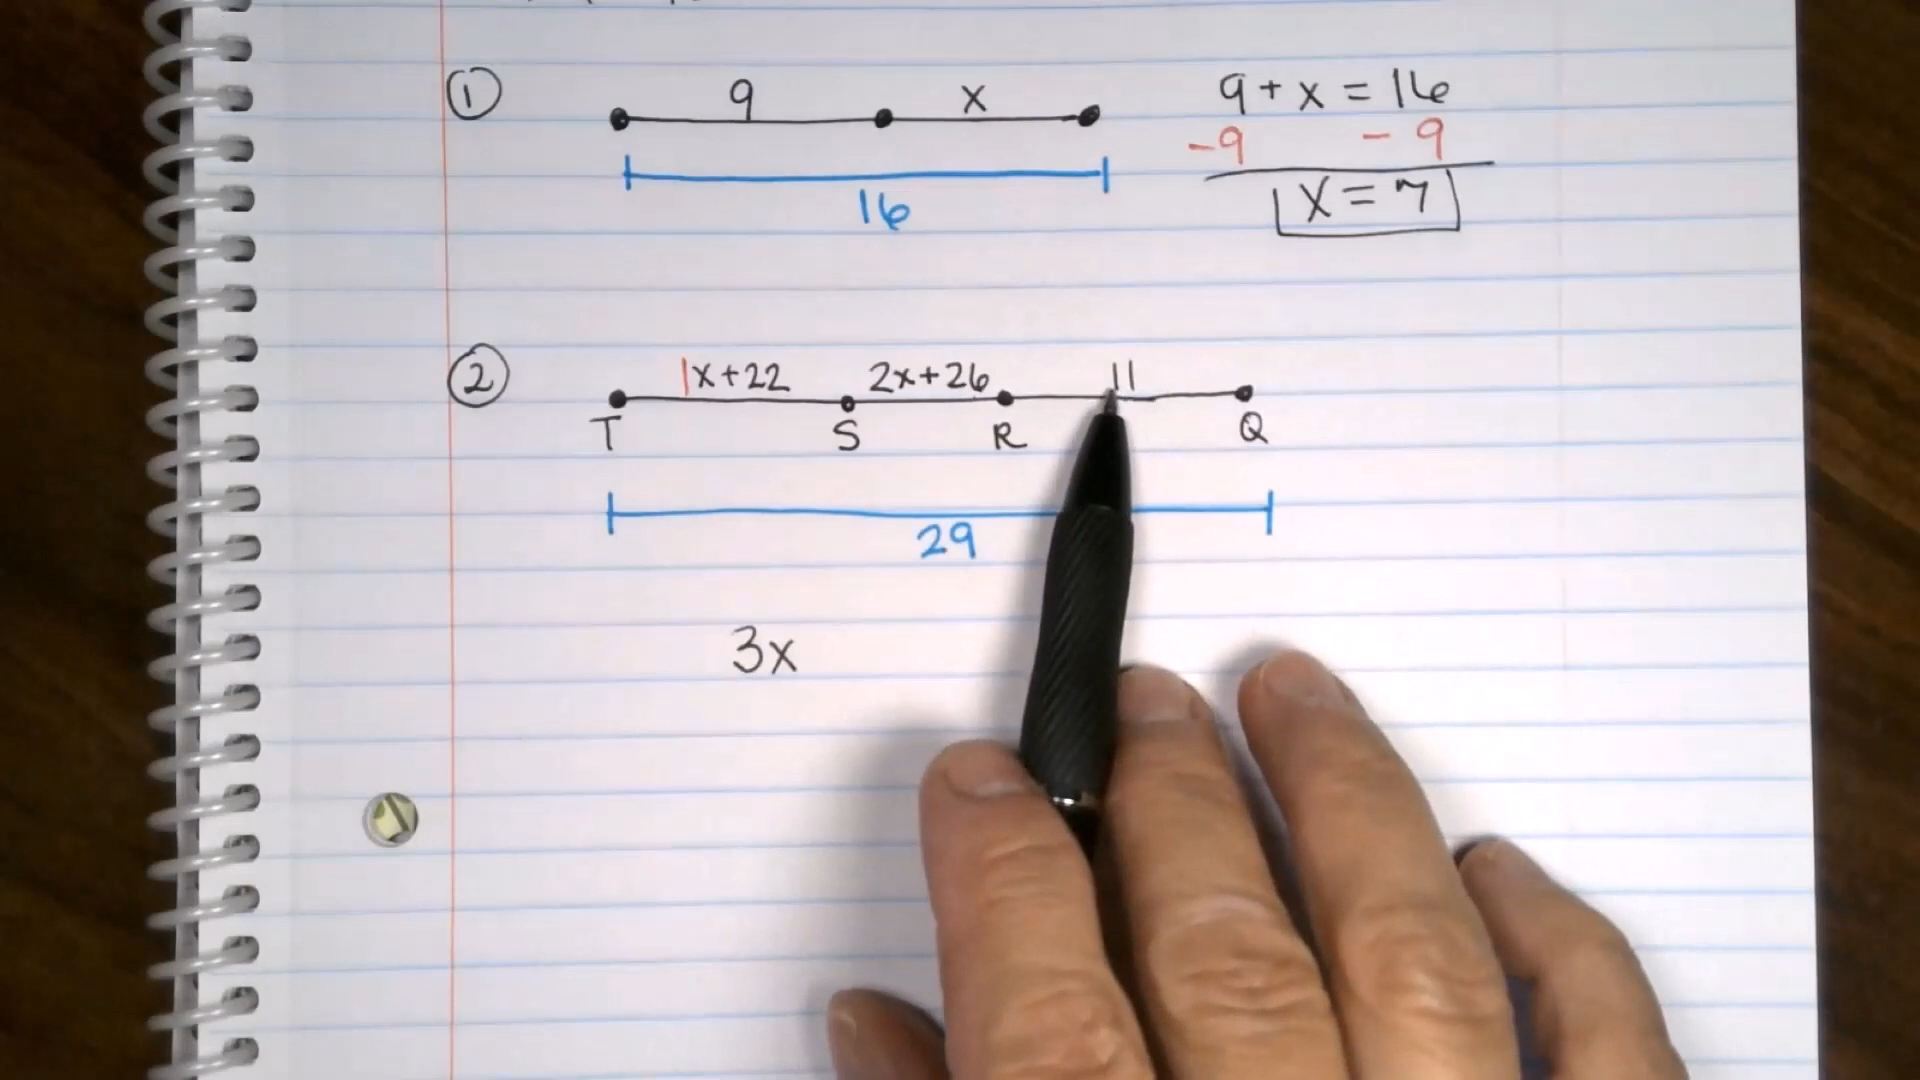 ① 9 x 9 + x = 16
-9 - 9
16 x = 7
② 1x+22 2x+26 11
T S R Q
29
3x